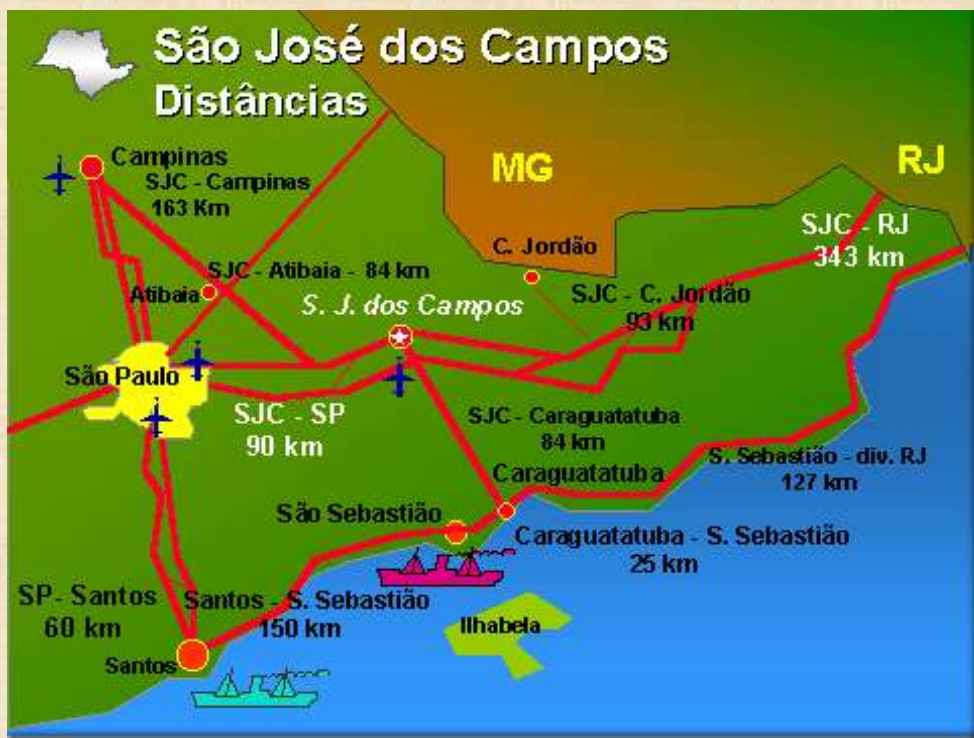 São José dos Campos
Distâncias
Campinas
SJC - Campinas
163 Km
MG
RJ
SJC - RJ
343 km
C. Jordão
SJC - Atibaia - 84 km
Atibaia
SJC - C. Jordão
93 km
S. J. dos Campos
São Paulo
SJC - SP
90 km
SJC - Caraguatatuba
84 km
S. Sebastião - div. RJ
127 km
Caraguatatuba
São Sebastião
Caraguatatuba - S. Sebastião
25 km
SP- Santos
60 km
Santos - S. Sebastião
150 km
Ilhabela
Santos